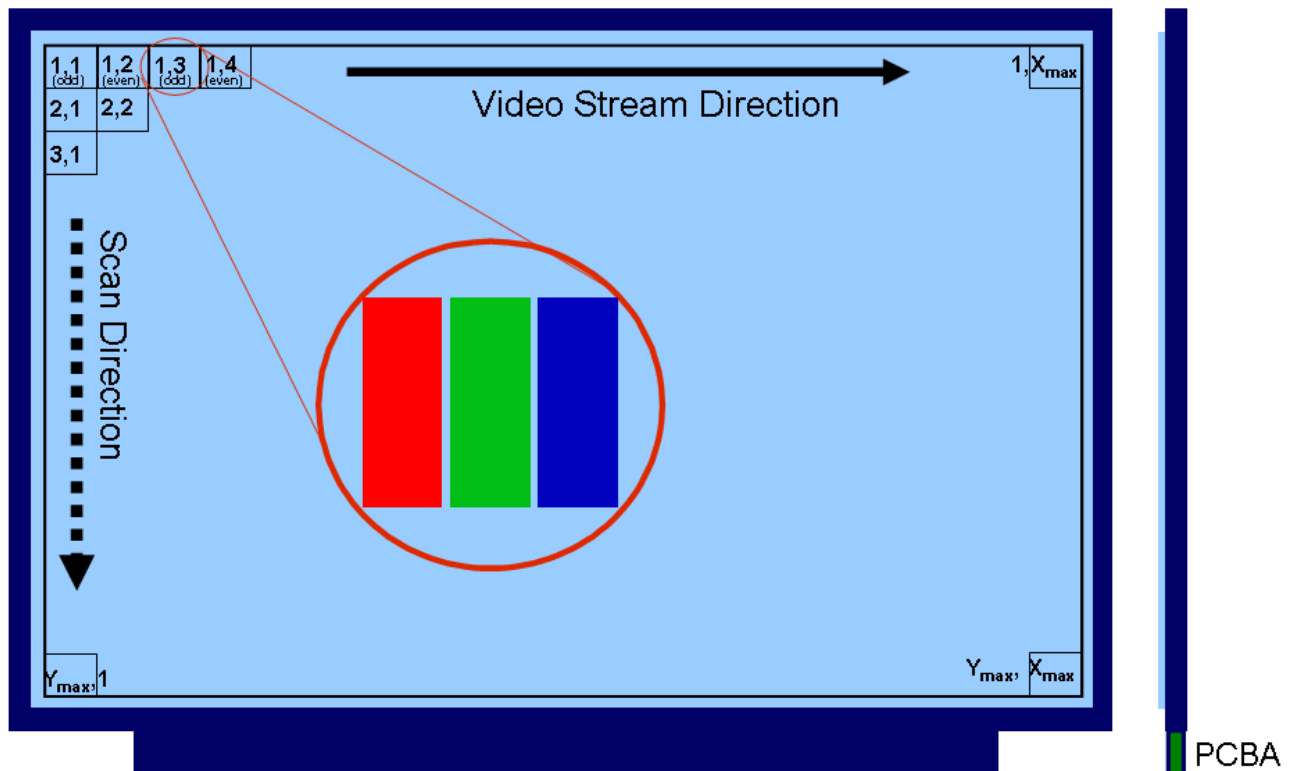 1,1 1,2 1,3 1,4 1,Xmax
(odd) (even) (odd) (even)
Video Stream Direction
2,1 2,2
3,1
Scan Direction
Ymax,1 Ymax, Xmax
PCBA